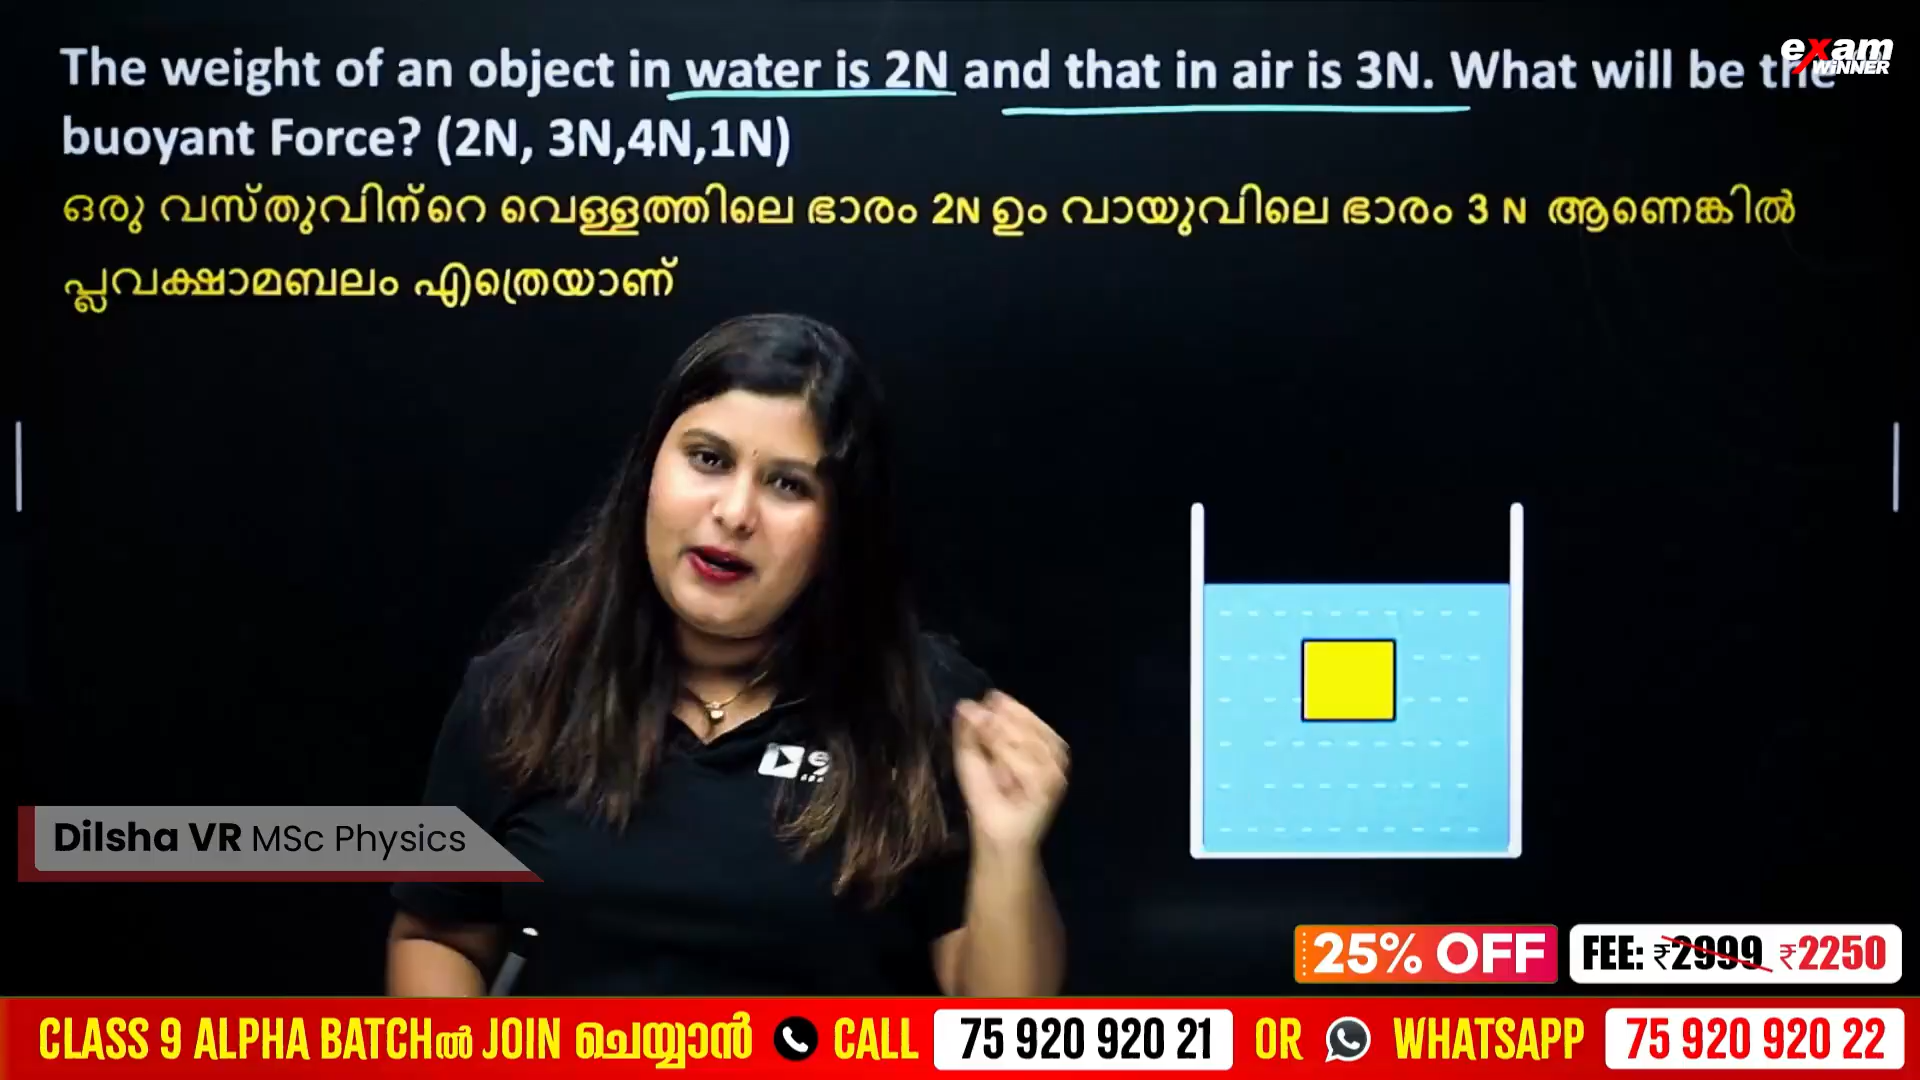 The weight of an object in water is 2N and that in air is 3N. What will be the
buoyant Force? (2N, 3N,4N,1N)
ഒരു വസ്തുവിന്റെ വെള്ളത്തിലെ ഭാരം 2N ഉം വായുവിലെ ഭാരം 3 N ആണെങ്കിൽ
പ്ലവക്ഷാമബലം എത്രെയാണ്
exam
WINNER
Dilsha VR MSc Physics
25% OFF
FEE: ₹2999 ₹2250
CLASS 9 ALPHA BATCHൽ JOIN ചെയ്യാൻ CALL 75 920 920 21 OR WHATSAPP 75 920 920 22